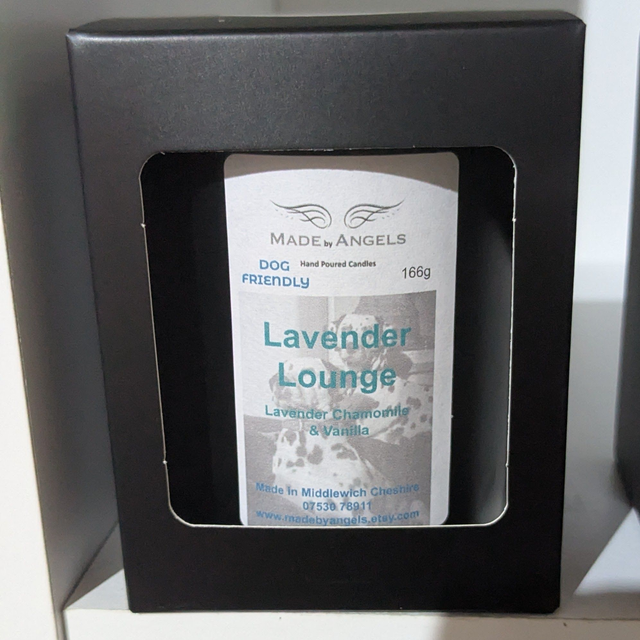 MADE by ANGELS
Hand Poured Candles
DOG
FRIENDLY
166g
Lavender
Lounge
Lavender Chamomile
& Vanilla
Made in Middlewich Cheshire
07530 78911
www.madebyangels.etsy.com